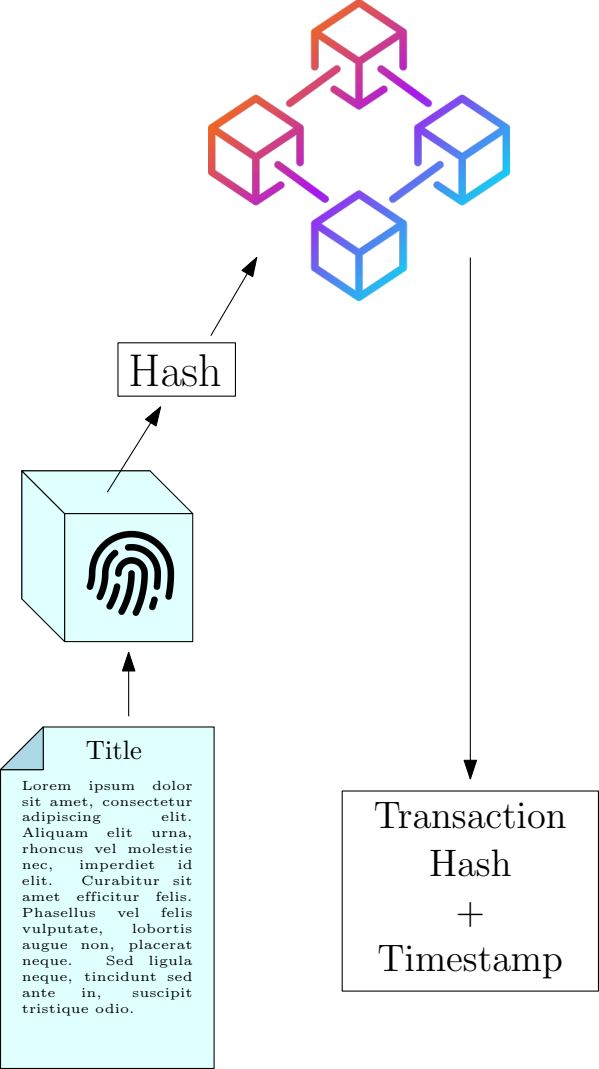 Hash
Title
Lorem ipsum dolor
sit amet, consectetur
adipiscing elit.
Aliquam elit urna,
rhoncus vel molestie
nec, imperdiet id
elit. Curabitur sit
amet efficitur felis.
Phasellus vel felis
vulputate, lobortis
augue non, placerat
neque. Sed ligula
neque, tincidunt sed
ante in, suscipit
tristique odio.
Transaction
Hash
+
Timestamp